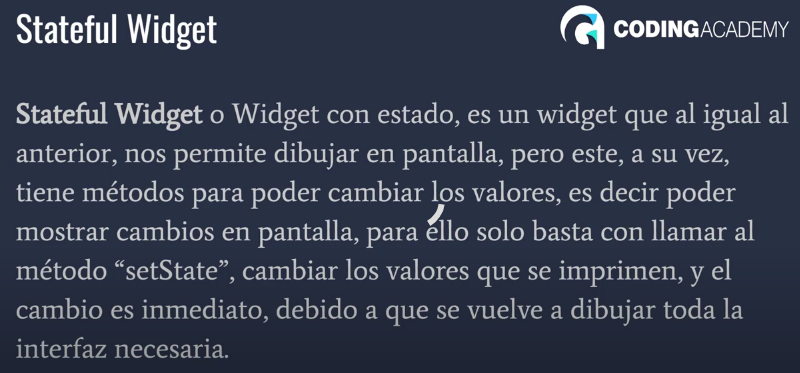 Stateful Widget
CODINGACADEMY
Stateful Widget o Widget con estado, es un widget que al igual al
anterior, nos permite dibujar en pantalla, pero este, a su vez,
tiene métodos para poder cambiar los valores, es decir poder
mostrar cambios en pantalla, para ello solo basta con llamar al
método “setState”, cambiar los valores que se imprimen, y el
cambio es inmediato, debido a que se vuelve a dibujar toda la
interfaz necesaria.